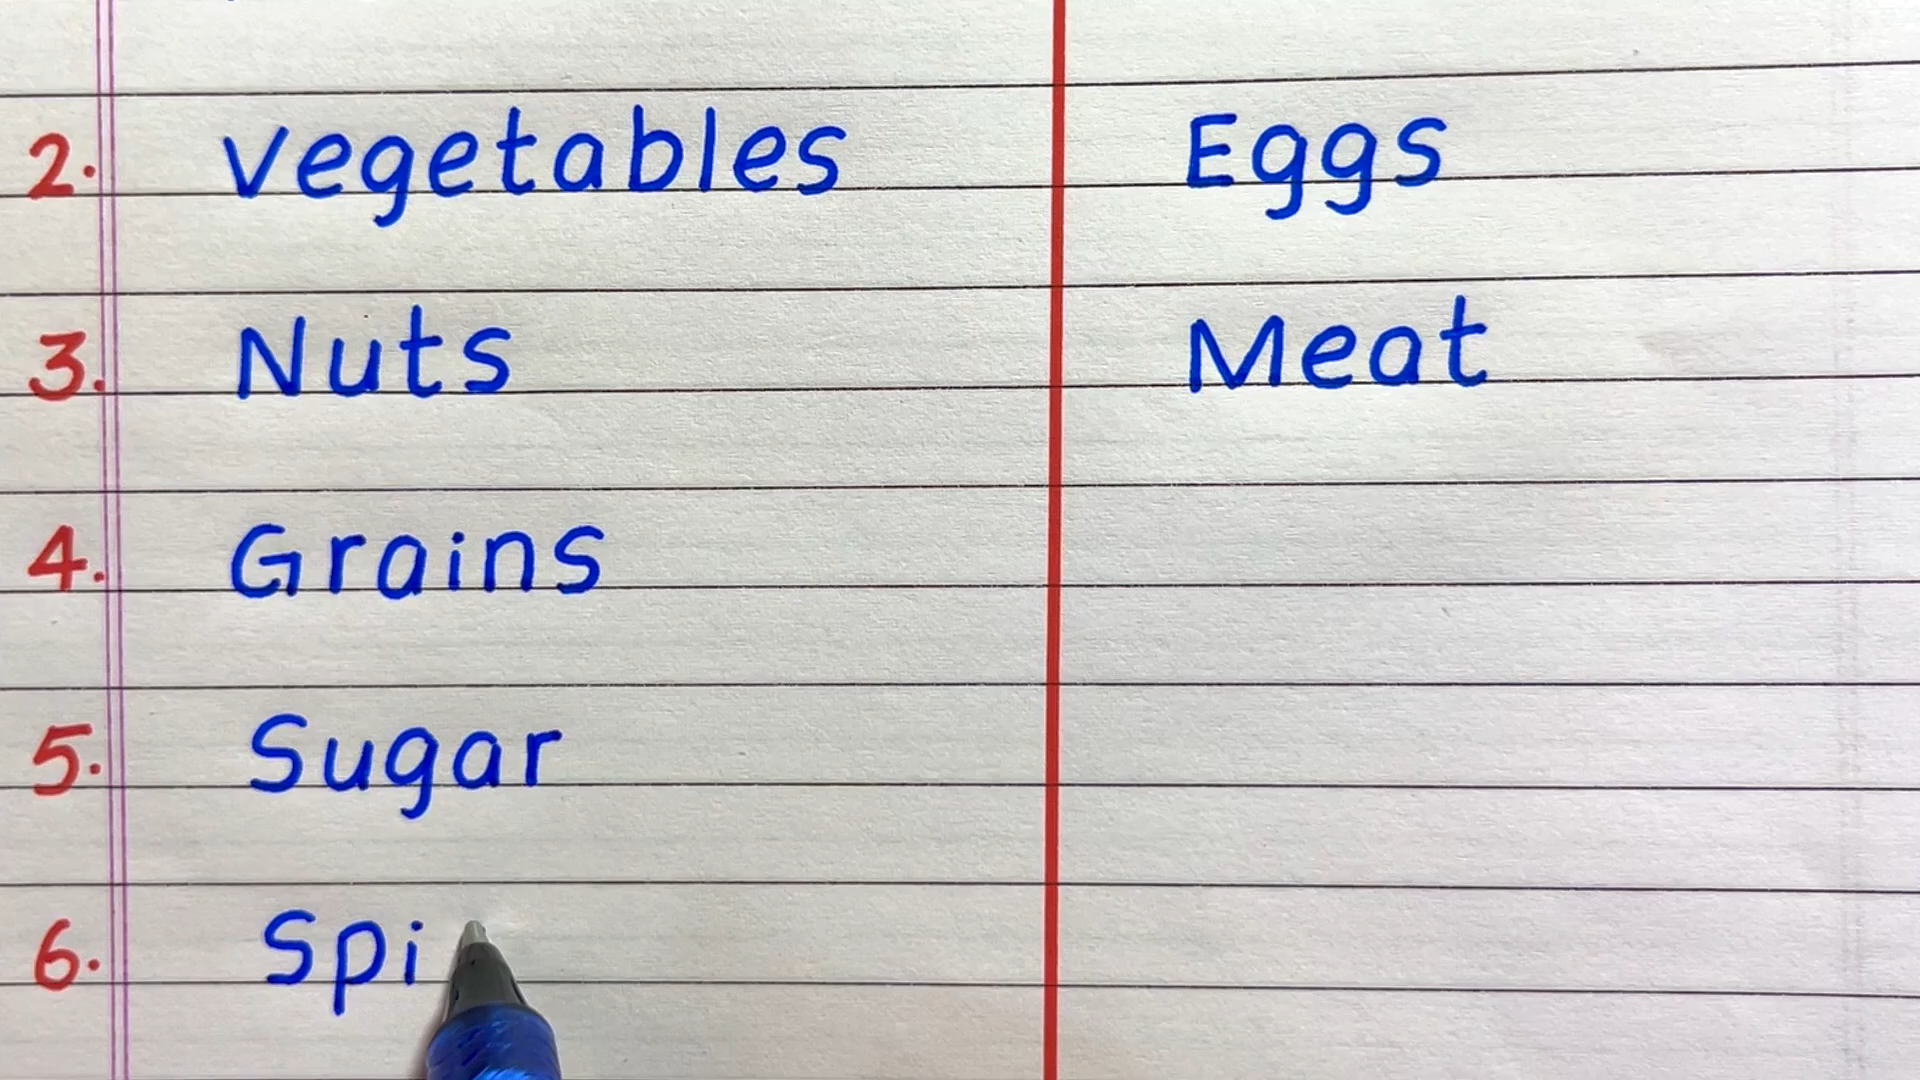 2. Vegetables Eggs
3. Nuts Meat
4. Grains
5. Sugar
6. Spi